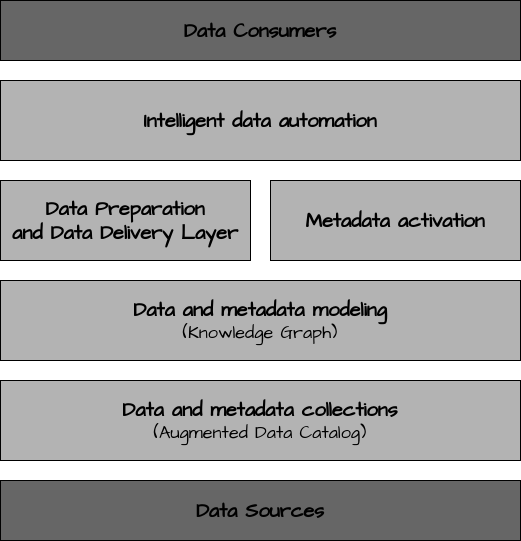 Data Consumers
Intelligent data automation
Data Preparation
and Data Delivery Layer
Metadata activation
Data and metadata modeling
(Knowledge Graph)
Data and metadata collections
(Augmented Data Catalog)
Data Sources